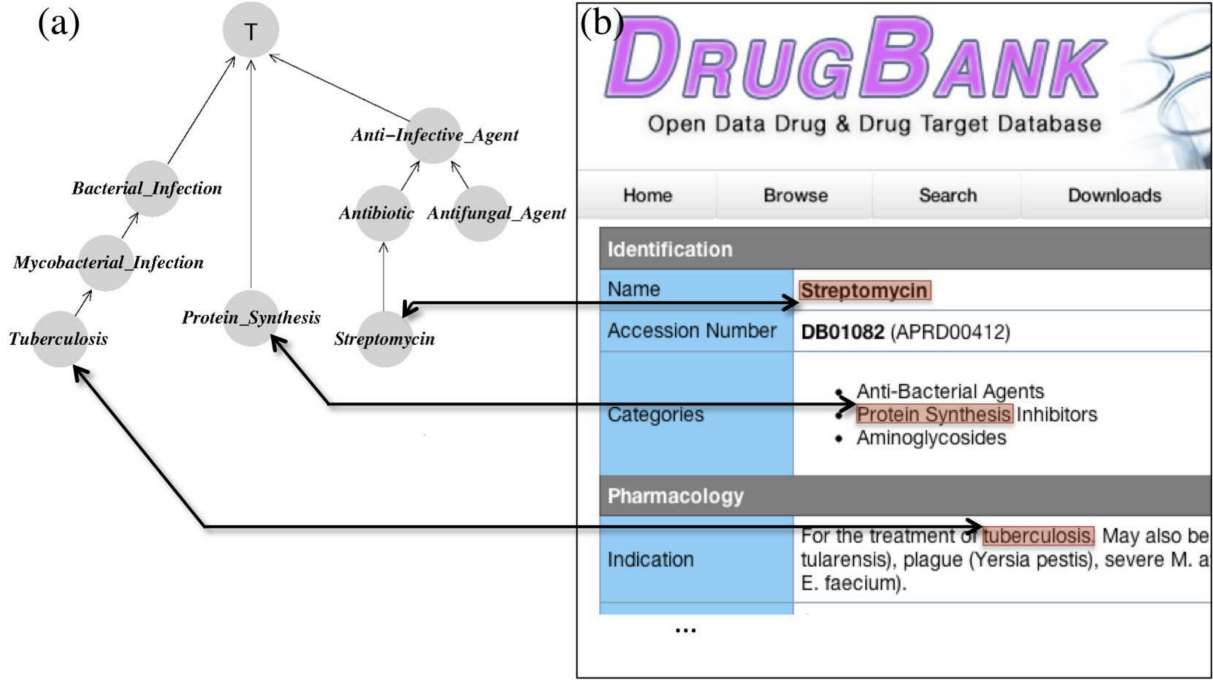 (a)
T
Anti-Infective_Agent
Bacterial_Infection
Antibiotic
Antifungal_Agent
Mycobacterial_Infection
Protein_Synthesis
Tuberculosis
Streptomycin
(b)
DRUGBANK
Open Data Drug & Drug Target Database
Home Browse Search Downloads
Identification
Name Streptomycin
Accession Number DB01082 (APRD00412)
Categories
• Anti-Bacterial Agents
• Protein Synthesis Inhibitors
• Aminoglycosides
Pharmacology
Indication
For the treatment of tuberculosis. May also be
tularensis), plague (Yersia pestis), severe M. a
E. faecium).
...